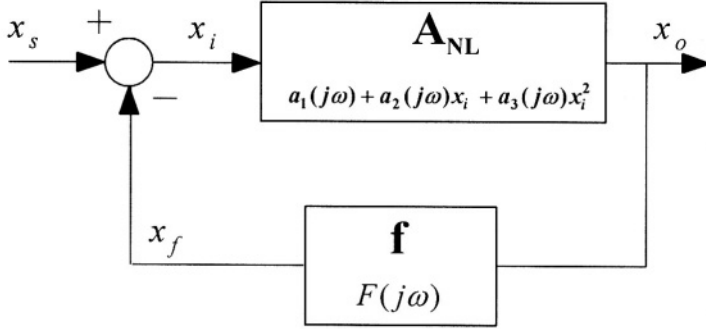 x_s + x_i A_NL x_o
a_1(jω) + a_2(jω)x_i + a_3(jω)x_i^2
−
x_f f
F(jω)